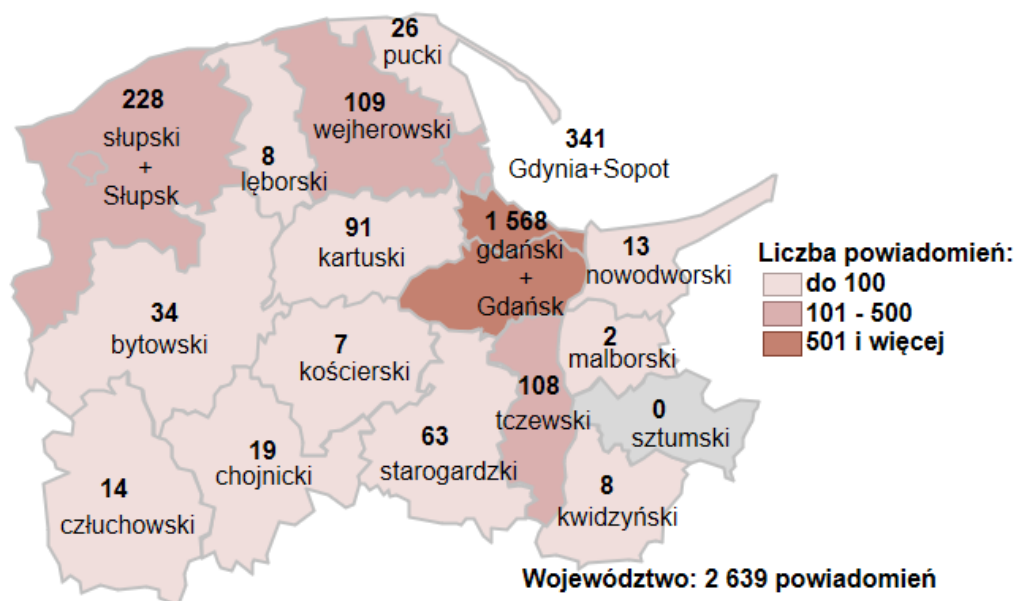 26
pucki
228
słupski
+
Słupsk
109
wejherowski
8
lęborski
341
Gdynia+Sopot
91
kartuski
1 568
gdański
+
Gdańsk
13
nowodworski
Liczba powiadomień:
do 100
101 - 500
501 i więcej
34
bytowski
7
kościerski
2
malborski
108
tczewski
0
sztumski
63
starogardzki
19
chojnicki
14
człuchowski
8
kwidzyński
Województwo: 2 639 powiadomień